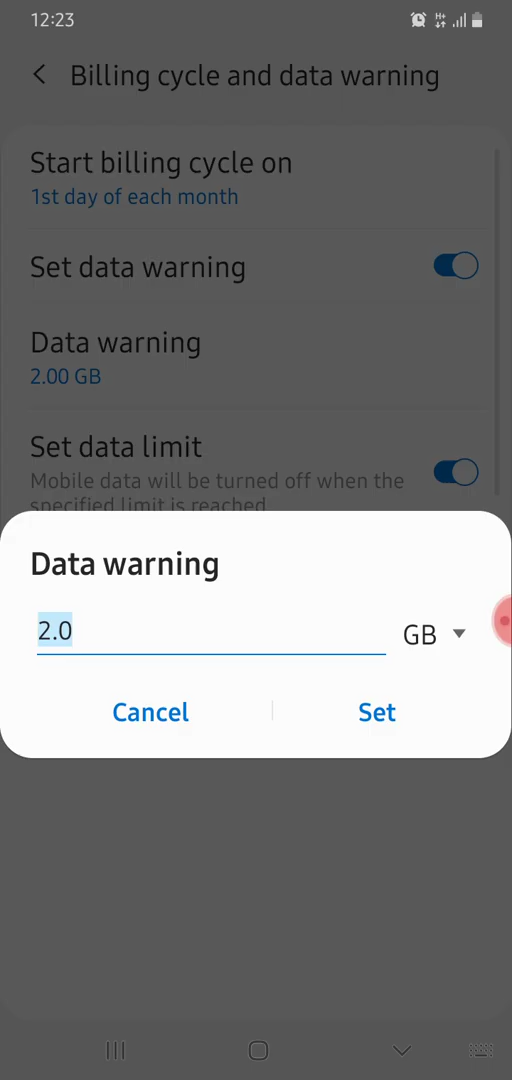 12:23
Billing cycle and data warning
Start billing cycle on
1st day of each month
Set data warning
Data warning
2.00 GB
Set data limit
Mobile data will be turned off when the
specified limit is reached
Data warning
2.0
GB
Cancel
Set